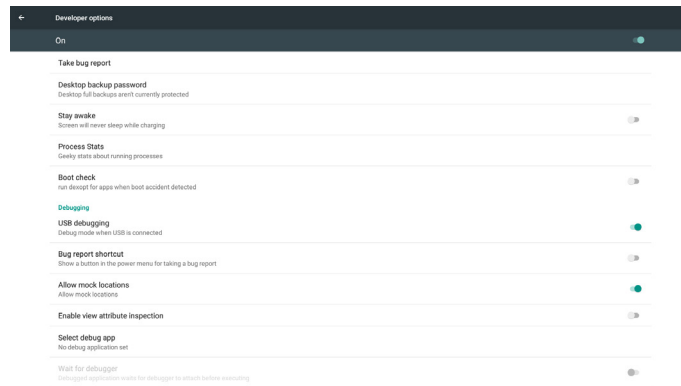 Developer options
On
Take bug report
Desktop backup password
Desktop full backups aren't currently protected
Stay awake
Screen will never sleep while charging
Process Stats
Geeky stats about running processes
Boot check
run dexopt for apps when boot accident detected
Debugging
USB debugging
Debug mode when USB is connected
Bug report shortcut
Show a button in the power menu for taking a bug report
Allow mock locations
Allow mock locations
Enable view attribute inspection
Select debug app
No debug application set
Wait for debugger
Debugged application waits for debugger to attach before executing